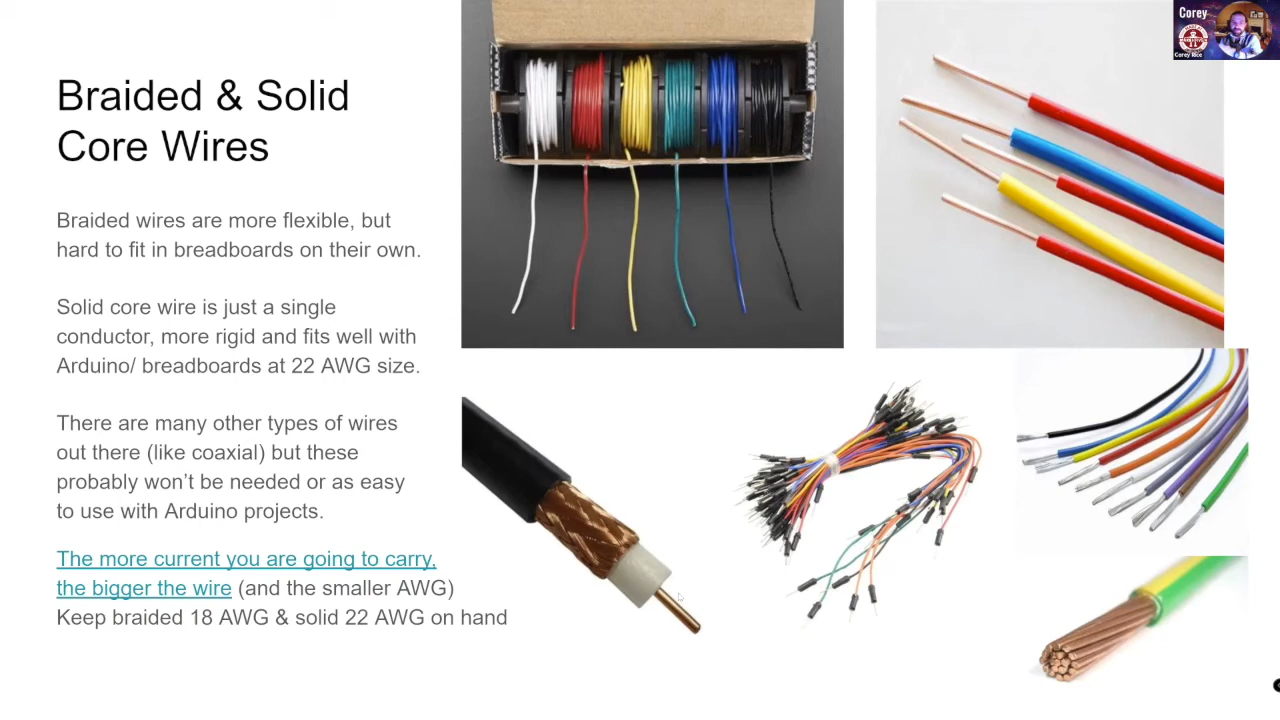 Braided & Solid
Core Wires
Braided wires are more flexible, but
hard to fit in breadboards on their own.
Solid core wire is just a single
conductor, more rigid and fits well with
Arduino/ breadboards at 22 AWG size.
There are many other types of wires
out there (like coaxial) but these
probably won't be needed or as easy
to use with Arduino projects.
The more current you are going to carry,
the bigger the wire (and the smaller AWG)
Keep braided 18 AWG & solid 22 AWG on hand
Corey
Corey Rice